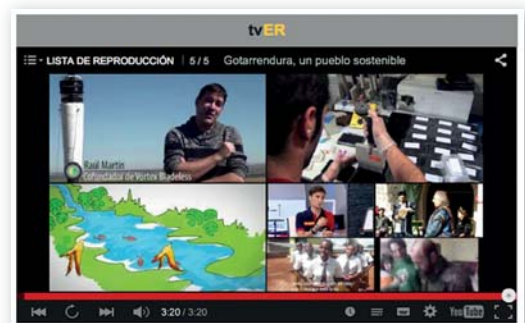 tvER
LISTA DE REPRODUCCIÓN | 5/5 Gotarrendura, un pueblo sostenible
Raúl Martín
Cofundador de Vortex Bladeless
3:20 / 3:20
YouTube